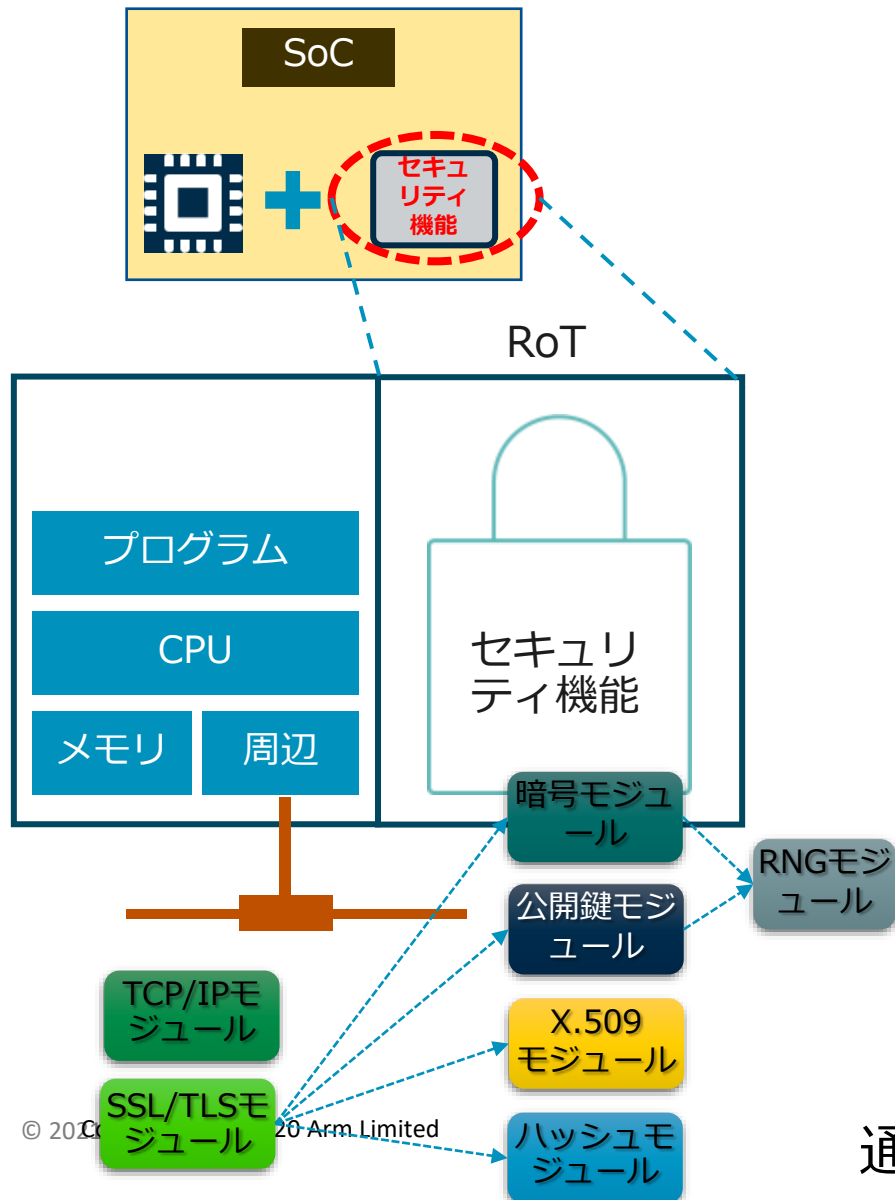 SoC
セキュ
リティ
機能
RoT
プログラム
CPU
メモリ
周辺
セキュリ
ティ機能
暗号モジュ
ール
RNGモジ
ュール
公開鍵モジ
ュール
TCP/IPモ
ジュール
X.509
モジュール
SSL/TLSモ
ジュール
© 202
20 Arm Limited
ハッシュモ
ジュール
通